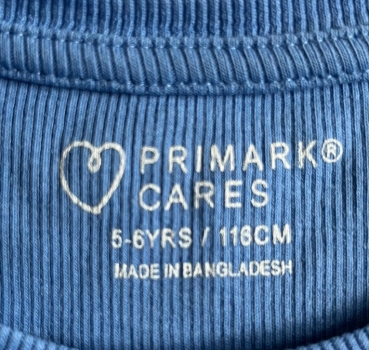 PRIMARK®
CARES
5-6YRS / 116CM
MADE IN BANGLADESH